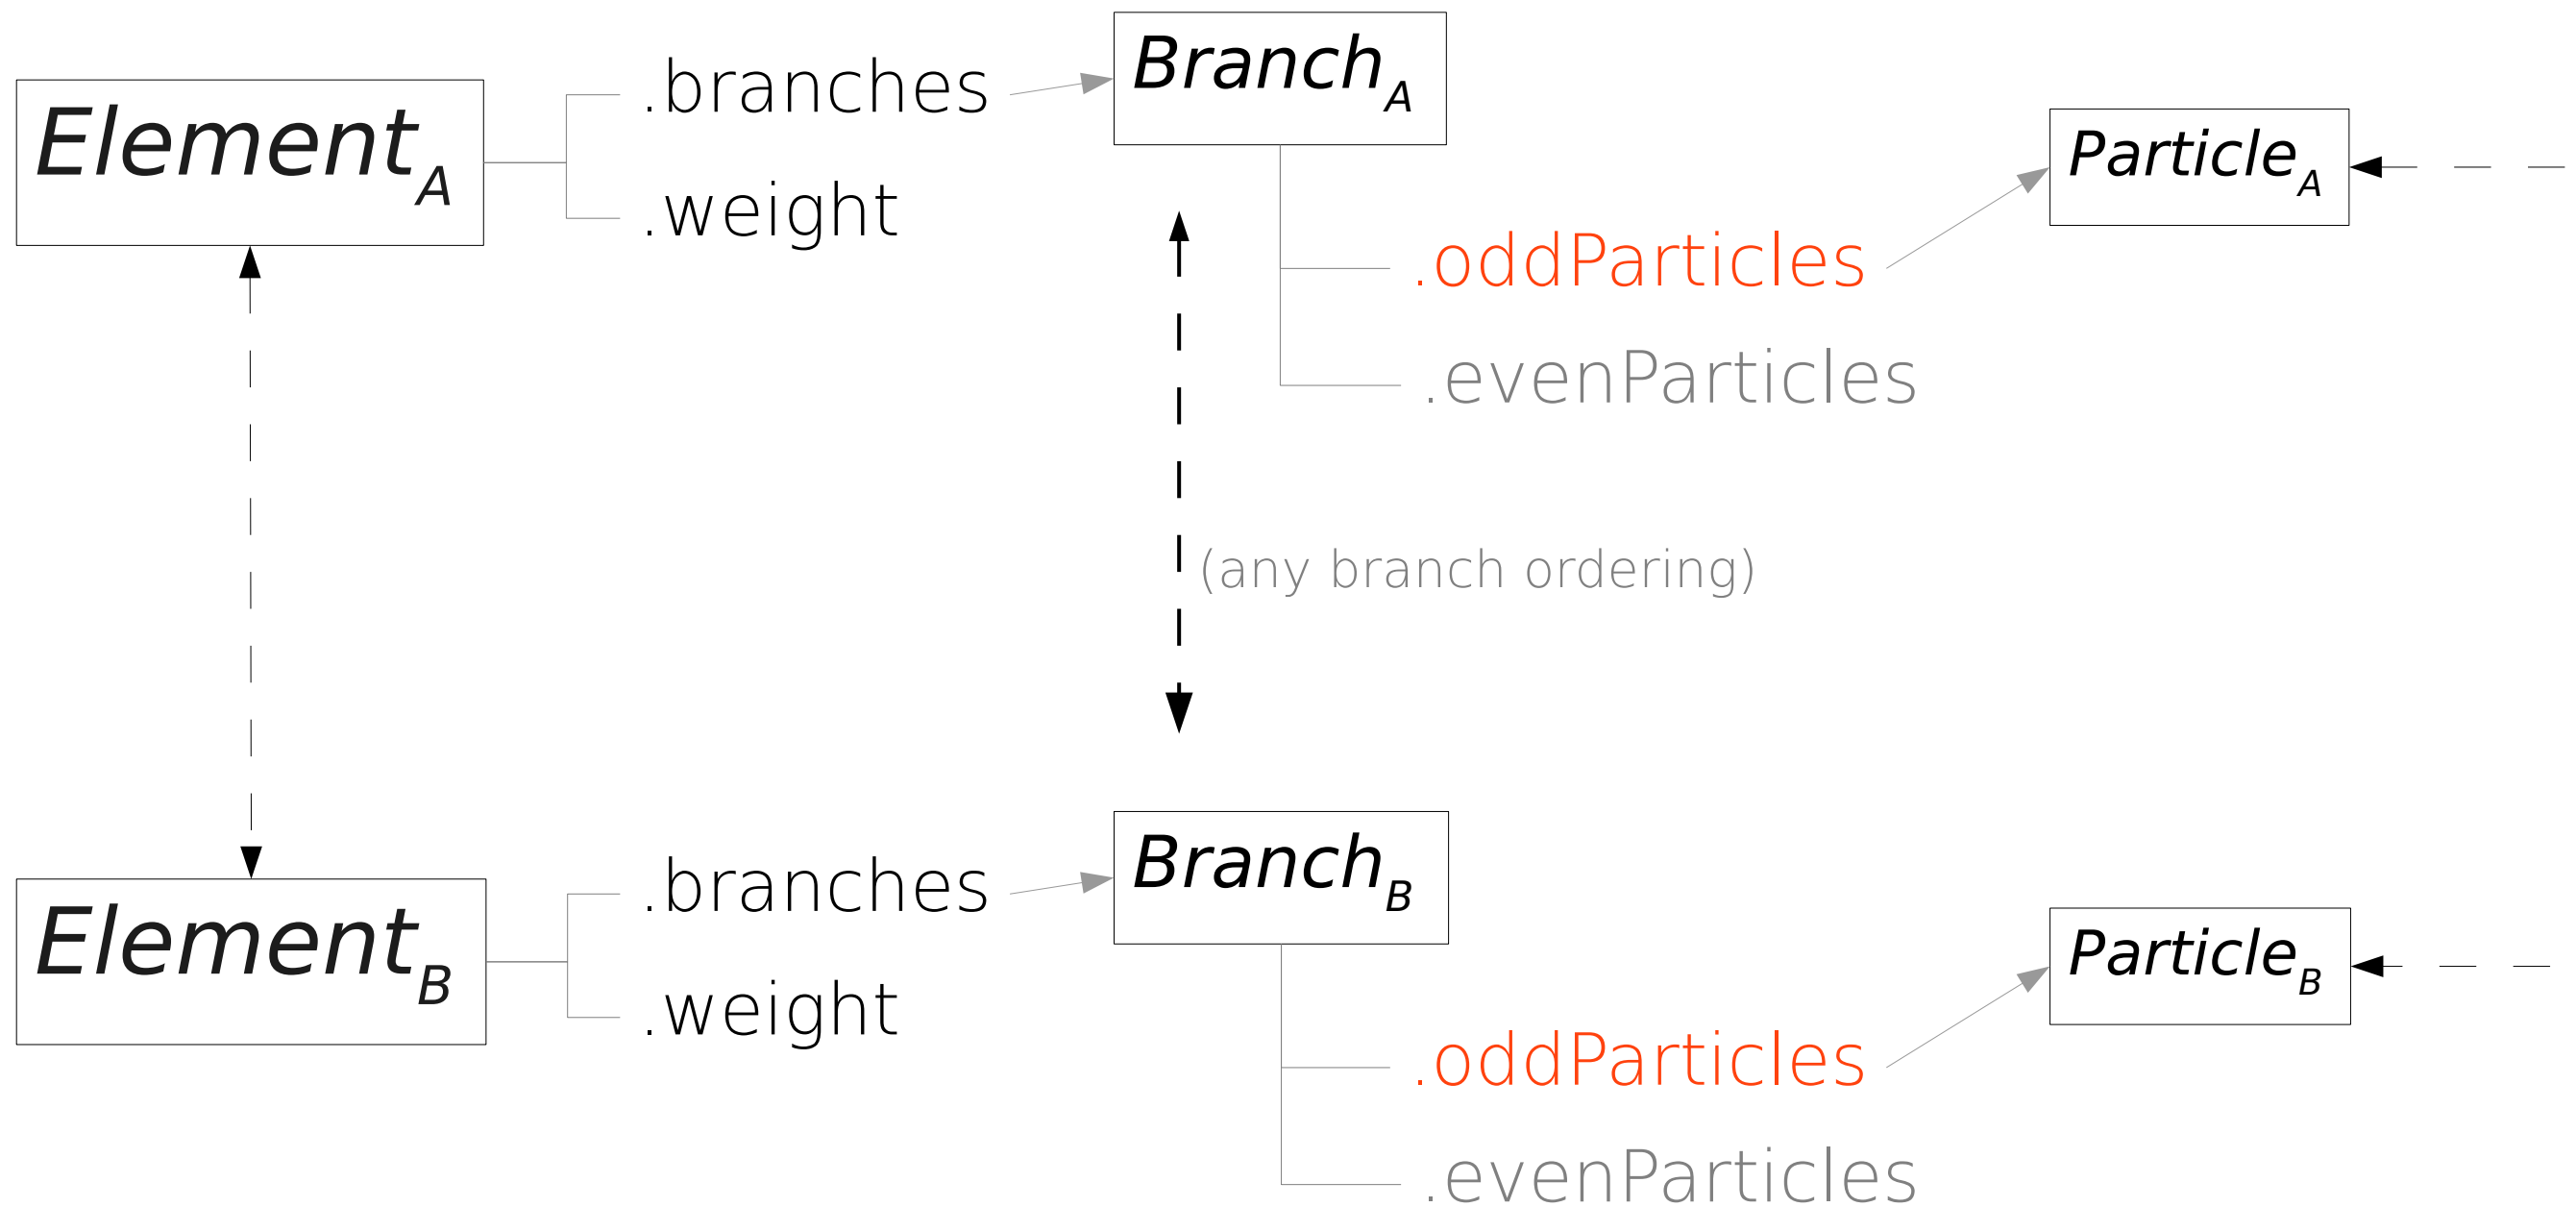 Element_A
.branches
.weight
Branch_A
.oddParticles
.evenParticles
Particle_A
(any branch ordering)
Element_B
.branches
.weight
Branch_B
.oddParticles
.evenParticles
Particle_B